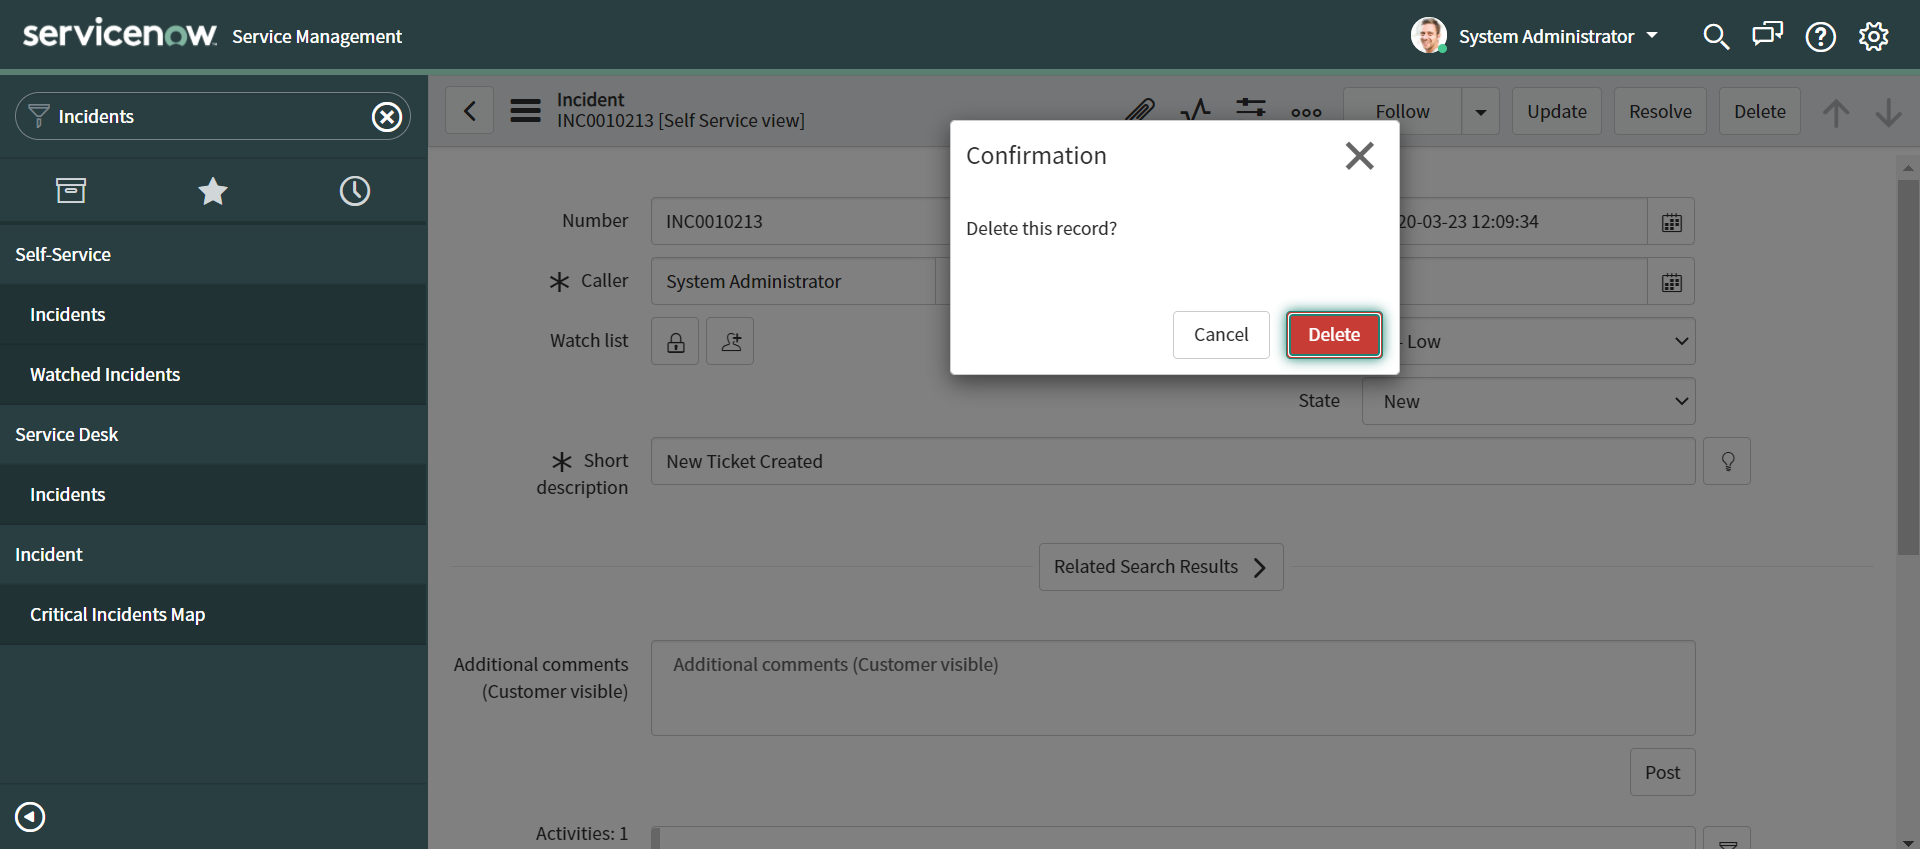 servicenow Service Management
System Administrator
Incidents
Self-Service
Incidents
Watched Incidents
Service Desk
Incidents
Incident
Critical Incidents Map
Incident
INC0010213 [Self Service view]
Follow
Update
Resolve
Delete
Confirmation
Delete this record?
Cancel
Delete
Number
INC0010213
20-03-23 12:09:34
Caller
System Administrator
Watch list
- Low
State
New
Short
description
New Ticket Created
Related Search Results
Additional comments
(Customer visible)
Additional comments (Customer visible)
Post
Activities: 1